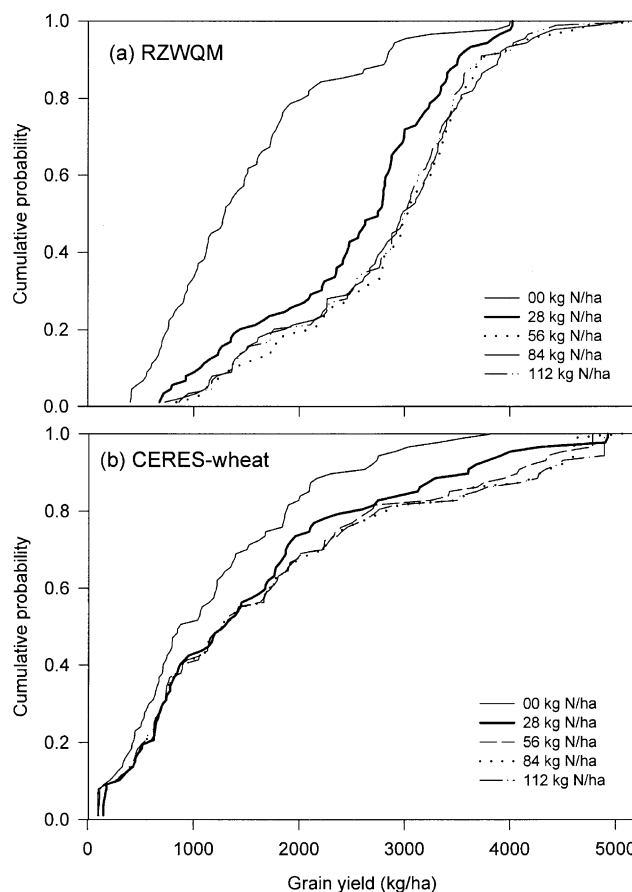 (a) RZWQM
Cumulative probability
1.0
0.8
0.6
0.4
0.2
0.0
00 kg N/ha
28 kg N/ha
56 kg N/ha
84 kg N/ha
112 kg N/ha
(b) CERES-wheat
Cumulative probability
1.0
0.8
0.6
0.4
0.2
0.0
00 kg N/ha
28 kg N/ha
56 kg N/ha
84 kg N/ha
112 kg N/ha
0 1000 2000 3000 4000 5000
Grain yield (kg/ha)